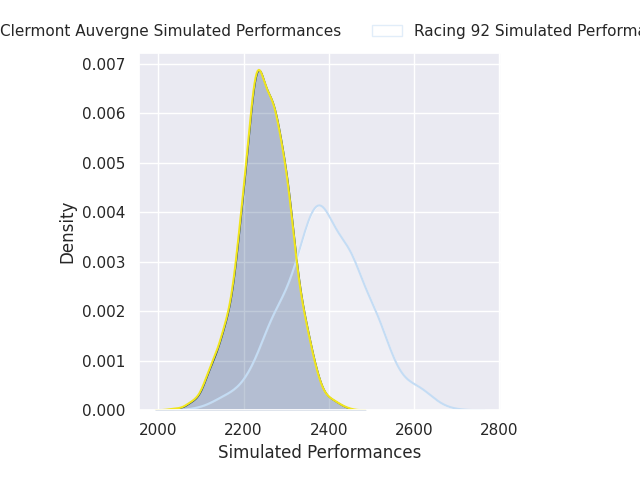 Clermont Auvergne Simulated Performances
Racing 92 Simulated
0.007
0.006
0.005
0.004
0.003
0.002
0.001
0.000
Density
2000 2200 2400 2600 2800
Simulated Performances